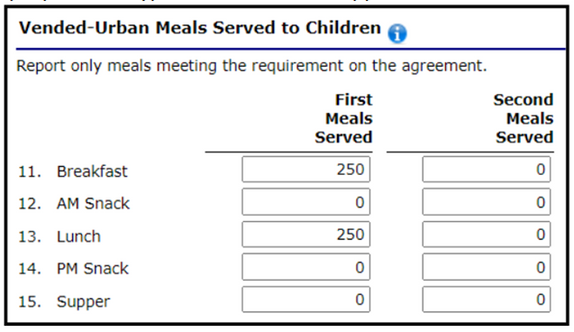 Vended-Urban Meals Served to Children i
Report only meals meeting the requirement on the agreement.
First Meals Served Second Meals Served
11. Breakfast 250 0
12. AM Snack 0 0
13. Lunch 250 0
14. PM Snack 0 0
15. Supper 0 0